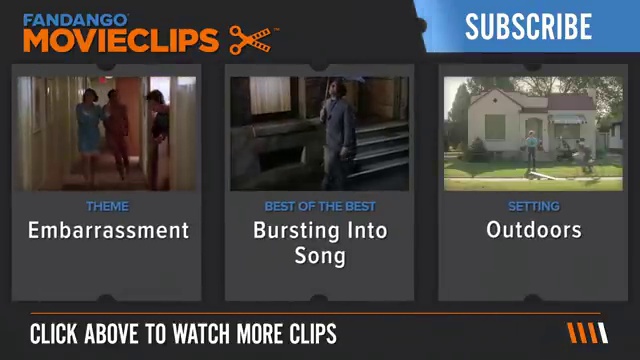 FANDANGO
MOVIECLIPS
SUBSCRIBE
THEME
Embarrassment
BEST OF THE BEST
Bursting Into
Song
SETTING
Outdoors
CLICK ABOVE TO WATCH MORE CLIPS